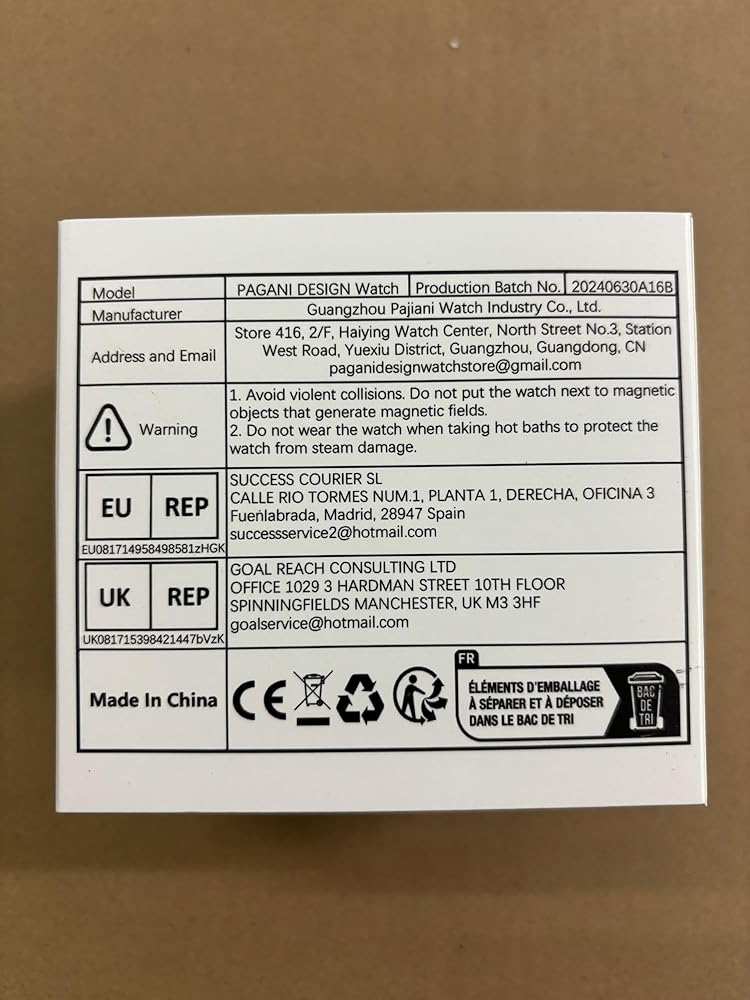 Model PAGANI DESIGN Watch Production Batch No. 20240630A16B
Manufacturer Guangzhou Pajiani Watch Industry Co., Ltd.
Address and Email
Store 416, 2/F, Haiying Watch Center, North Street No.3, Station
West Road, Yuexiu District, Guangzhou, Guangdong, CN
paganidesignwatchstore@gmail.com
Warning
1. Avoid violent collisions. Do not put the watch next to magnetic
objects that generate magnetic fields.
2. Do not wear the watch when taking hot baths to protect the
watch from steam damage.
EU REP
EU081714958498581zHGK
SUCCESS COURIER SL
CALLE RIO TORMES NUM.1, PLANTA 1, DERECHA, OFICINA 3
Fueńlabrada, Madrid, 28947 Spain
successservice2@hotmail.com
UK REP
UK081715398421447bVzK
GOAL REACH CONSULTING LTD
OFFICE 1029 3 HARDMAN STREET 10TH FLOOR
SPINNINGFIELDS MANCHESTER, UK M3 3HF
goalservice@hotmail.com
Made In China
CE
FR
ÉLÉMENTS D'EMBALLAGE
À SÉPARER ET À DÉPOSER
DANS LE BAC DE TRI
BAC
DE
TRI